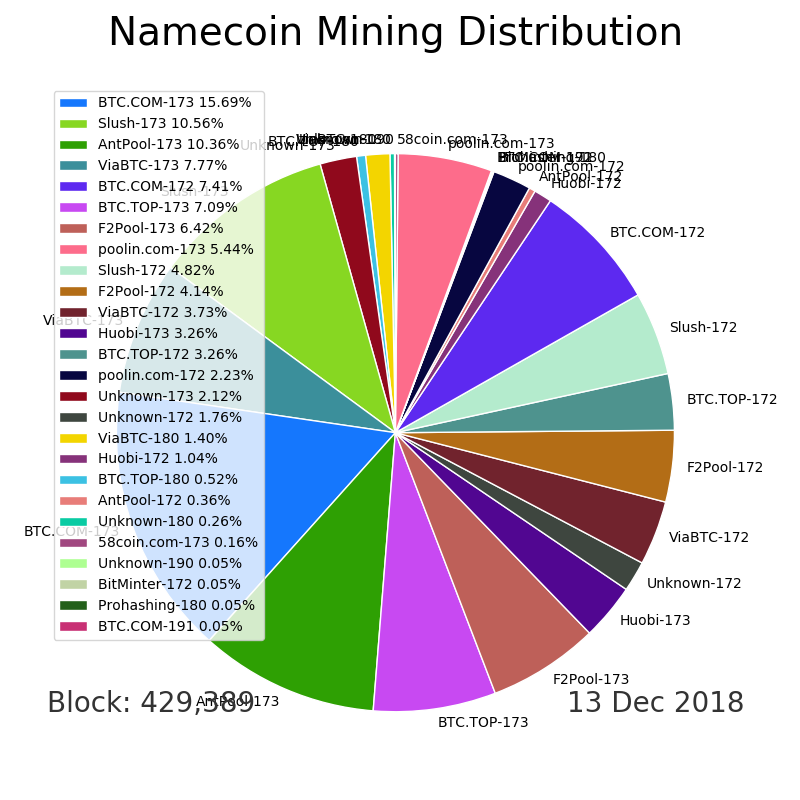 Namecoin Mining Distribution
BTC.COM-173 15.69%
Slush-173 10.56%
AntPool-173 10.36%
ViaBTC-173 7.77%
BTC.COM-172 7.41%
BTC.TOP-173 7.09%
F2Pool-173 6.42%
poolin.com-173 5.44%
Slush-172 4.82%
F2Pool-172 4.14%
ViaBTC-172 3.73%
Huobi-173 3.26%
BTC.TOP-172 3.26%
poolin.com-172 2.23%
Unknown-173 2.12%
Unknown-172 1.76%
ViaBTC-180 1.40%
Huobi-172 1.04%
BTC.TOP-180 0.52%
AntPool-172 0.36%
Unknown-180 0.26%
58coin.com-173 0.16%
Unknown-190 0.05%
BitMinter-172 0.05%
Prohashing-180 0.05%
BTC.COM-191 0.05%
58coin.com-173
poolin.com-173
poolin.com-172
AntPool-172
Huobi-172
BTC.COM-172
Slush-172
BTC.TOP-172
F2Pool-172
ViaBTC-172
Unknown-172
Huobi-173
F2Pool-173
BTC.TOP-173
AntPool-173
BTC.COM-173
ViaBTC-173
Slush-173
Unknown-173
Block: 429,389
13 Dec 2018